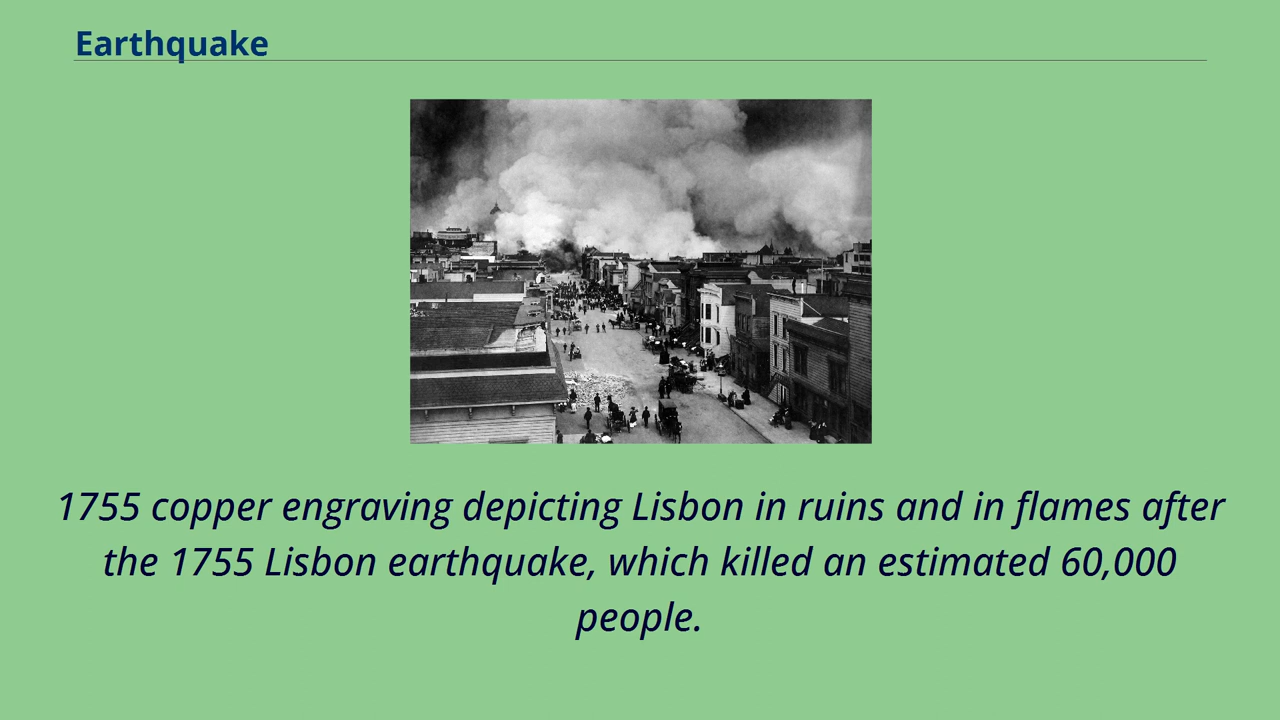 Earthquake
1755 copper engraving depicting Lisbon in ruins and in flames after
the 1755 Lisbon earthquake, which killed an estimated 60,000
people.